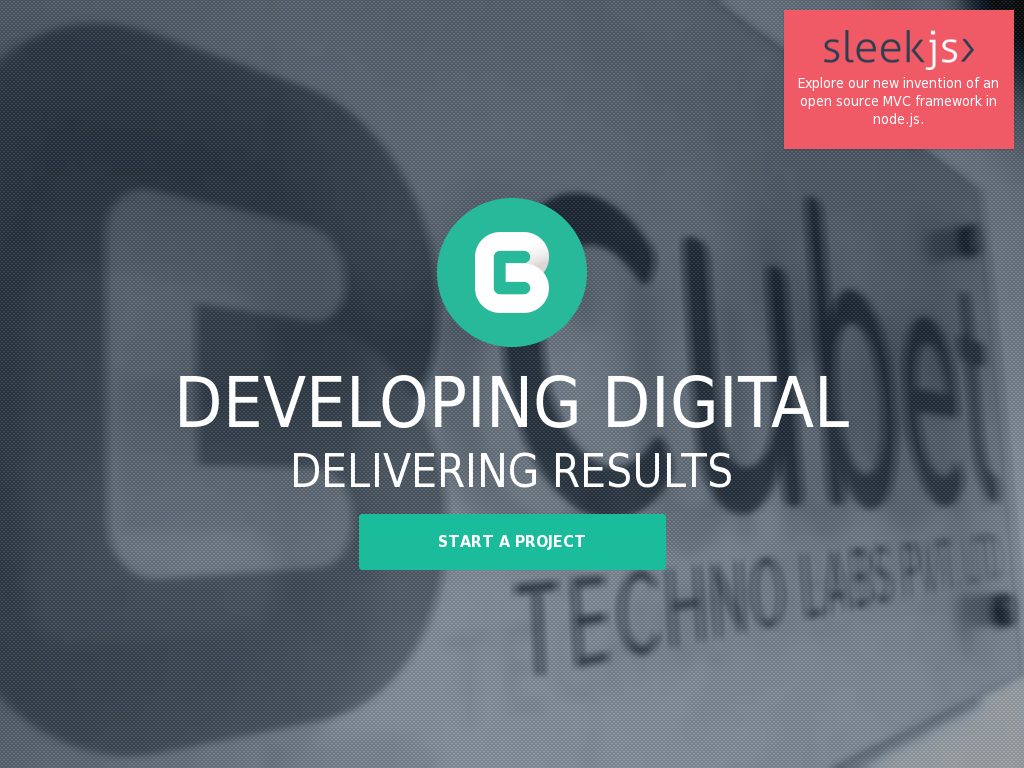 sleekjs>
Explore our new invention of an
open source MVC framework in
node.js.
Cubet
DEVELOPING DIGITAL
DELIVERING RESULTS
START A PROJECT
TECHNO LABS PVT LTD